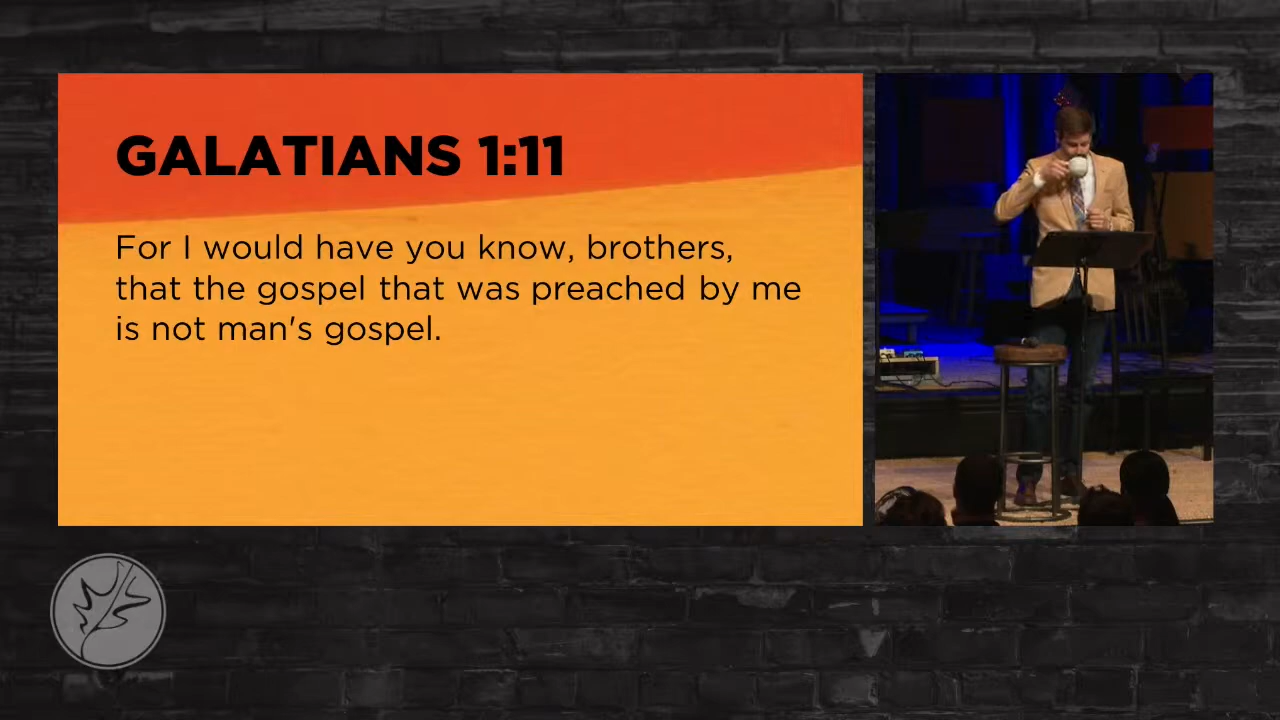 GALATIANS 1:11
For I would have you know, brothers,
that the gospel that was preached by me
is not man's gospel.